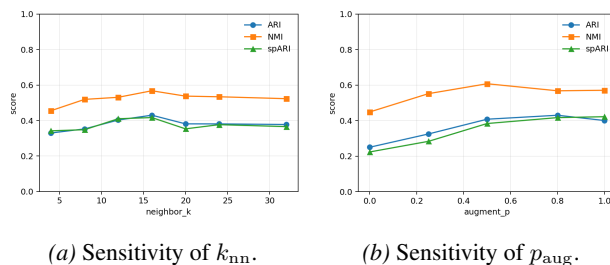 1.0
0.8
0.6
0.4
0.2
0.0
score
5
10
15
20
25
30
neighbor_k
ARI
NMI
spARI
(a) Sensitivity of k_nn.
1.0
0.8
0.6
0.4
0.2
0.0
score
0.0
0.2
0.4
0.6
0.8
1.0
augment_p
ARI
NMI
spARI
(b) Sensitivity of p_aug.